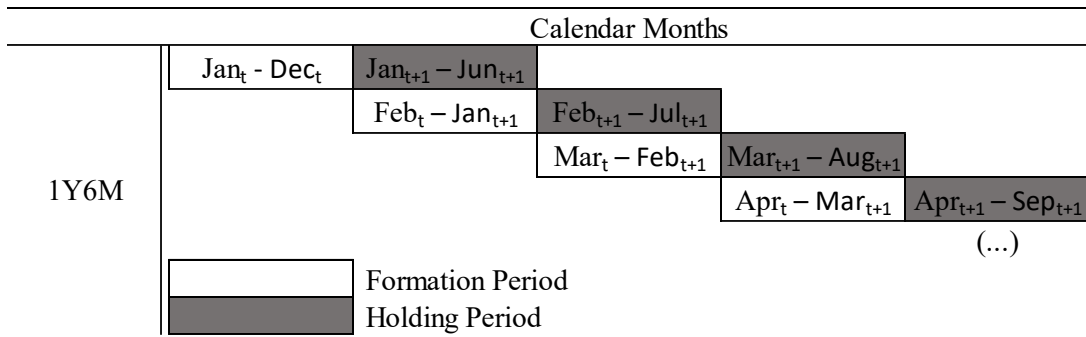 Calendar Months
Janₜ - Decₜ Janₜ₊₁ – Junₜ₊₁
Febₜ – Janₜ₊₁ Febₜ₊₁ – Julₜ₊₁
Marₜ – Febₜ₊₁ Marₜ₊₁ – Augₜ₊₁
1Y6M
Aprₜ – Marₜ₊₁ Aprₜ₊₁ – Sepₜ₊₁
(...)
Formation Period
Holding Period